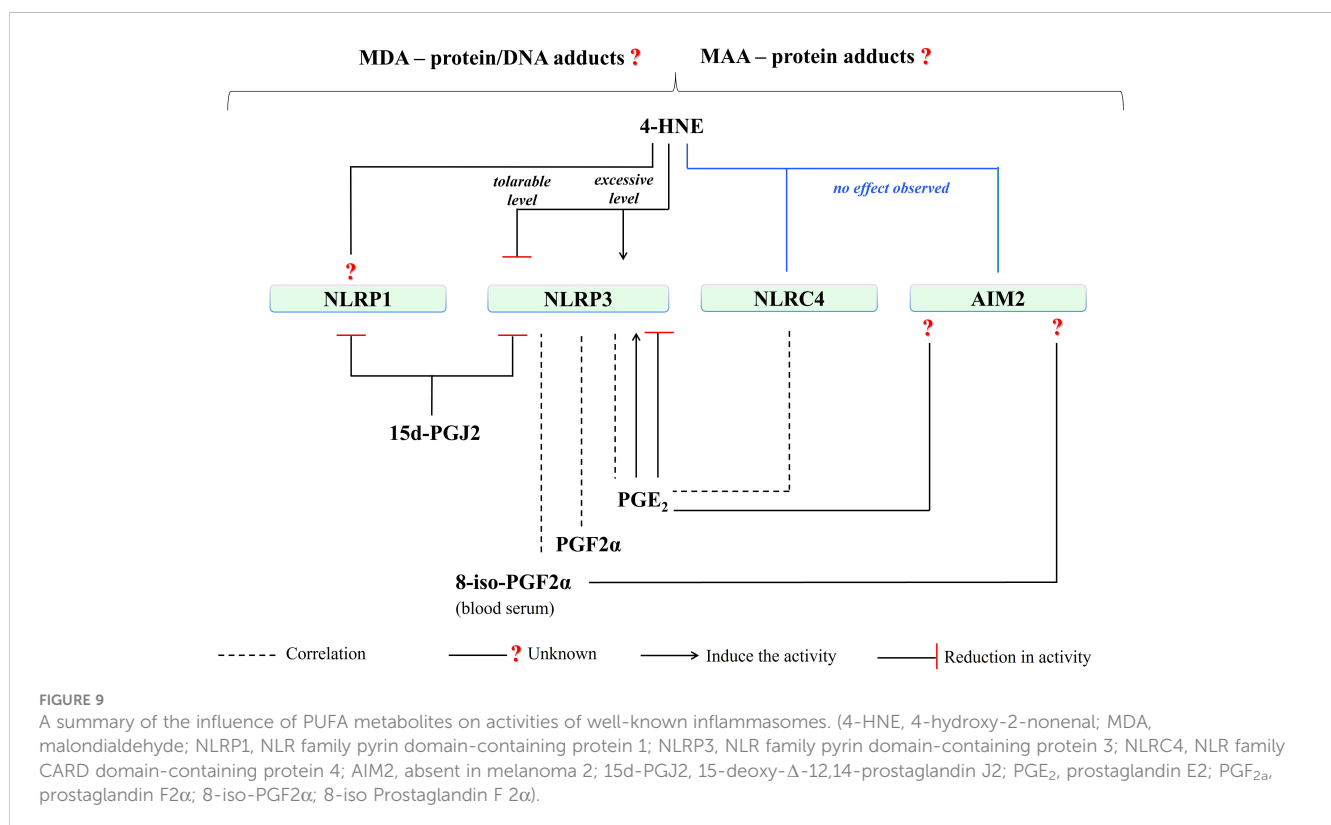 MDA – protein/DNA adducts ? MAA – protein adducts ?
4-HNE
tolarable level
excessive level
no effect observed
?
NLRP1 NLRP3 NLRC4 AIM2
? ?
15d-PGJ2
PGE₂
PGF2α
8-iso-PGF2α
(blood serum)
Correlation ? Unknown Induce the activity Reduction in activity
FIGURE 9
A summary of the influence of PUFA metabolites on activities of well-known inflammasomes. (4-HNE, 4-hydroxy-2-nonenal; MDA,
malondialdehyde; NLRP1, NLR family pyrin domain-containing protein 1; NLRP3, NLR family pyrin domain-containing protein 3; NLRC4, NLR family
CARD domain-containing protein 4; AIM2, absent in melanoma 2; 15d-PGJ2, 15-deoxy-Δ-12,14-prostaglandin J2; PGE₂, prostaglandin E2; PGF₂ₐ,
prostaglandin F2α; 8-iso-PGF2α; 8-iso Prostaglandin F 2α).